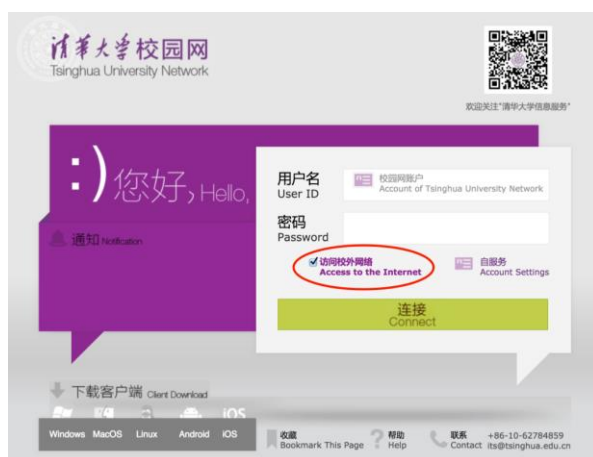 清华大学校园网
Tsinghua University Network
欢迎关注"清华大学信息服务"
:)您好, Hello,
通知 Notification
用户名
User ID
校园网账户
Account of Tsinghua University Network
密码
Password
访问校外网络
Access to the Internet
自服务
Account Settings
连接
Connect
下载客户端 Client Download
iOS
Windows MacOS Linux Android iOS
收藏
Bookmark This Page
帮助
Help
联系 +86-10-62784859
Contact its@tsinghua.edu.cn